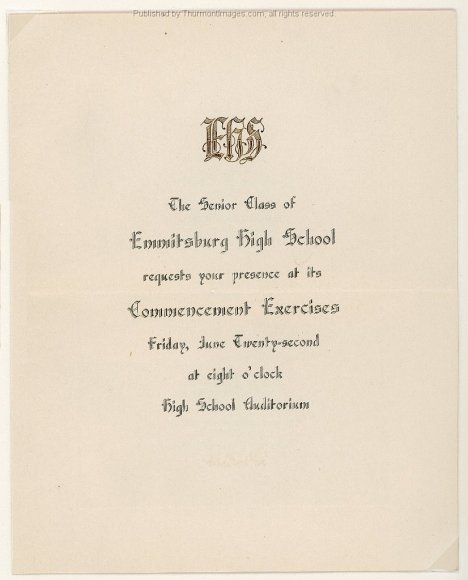 Published by ThurmontImages.com, all rights reserved.
EHS
The Senior Class of
Emmitsburg High School
requests your presence at its
Commencement Exercises
Friday, June Twenty-second
at eight o'clock
High School Auditorium